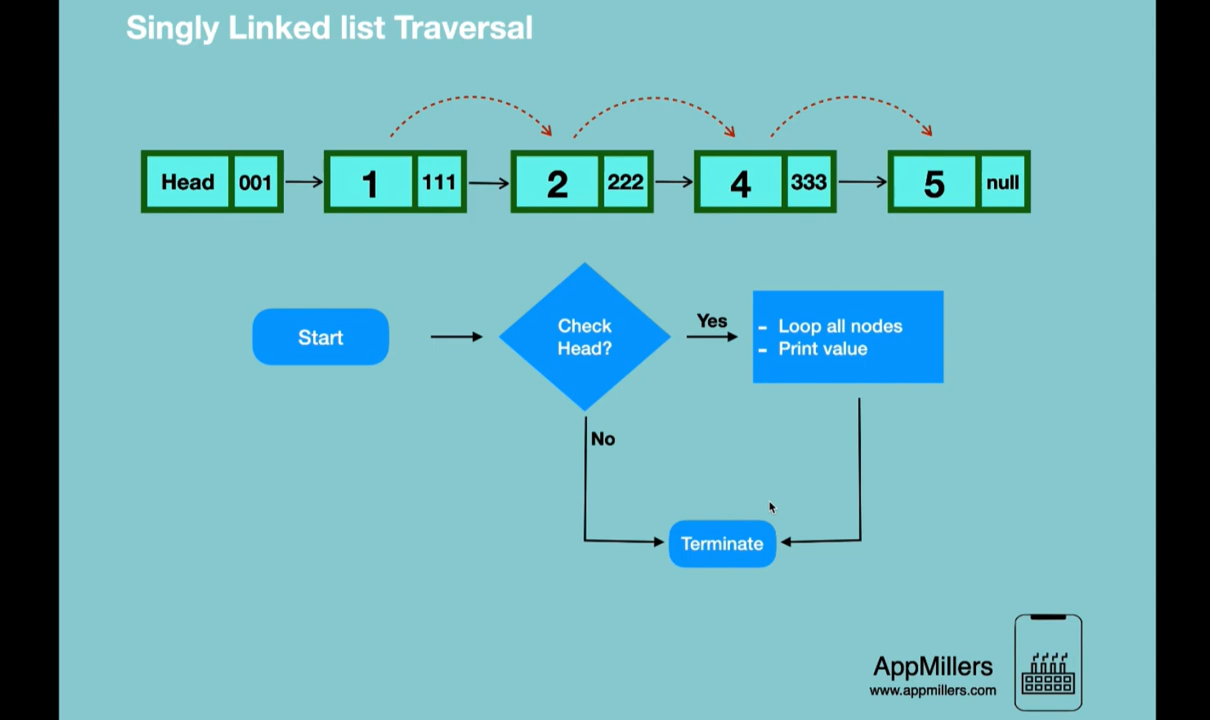 Singly Linked list Traversal
Head 001 1 111 2 222 4 333 5 null
Start
Check
Head?
Yes
- Loop all nodes
- Print value
No
Terminate
AppMillers
www.appmillers.com